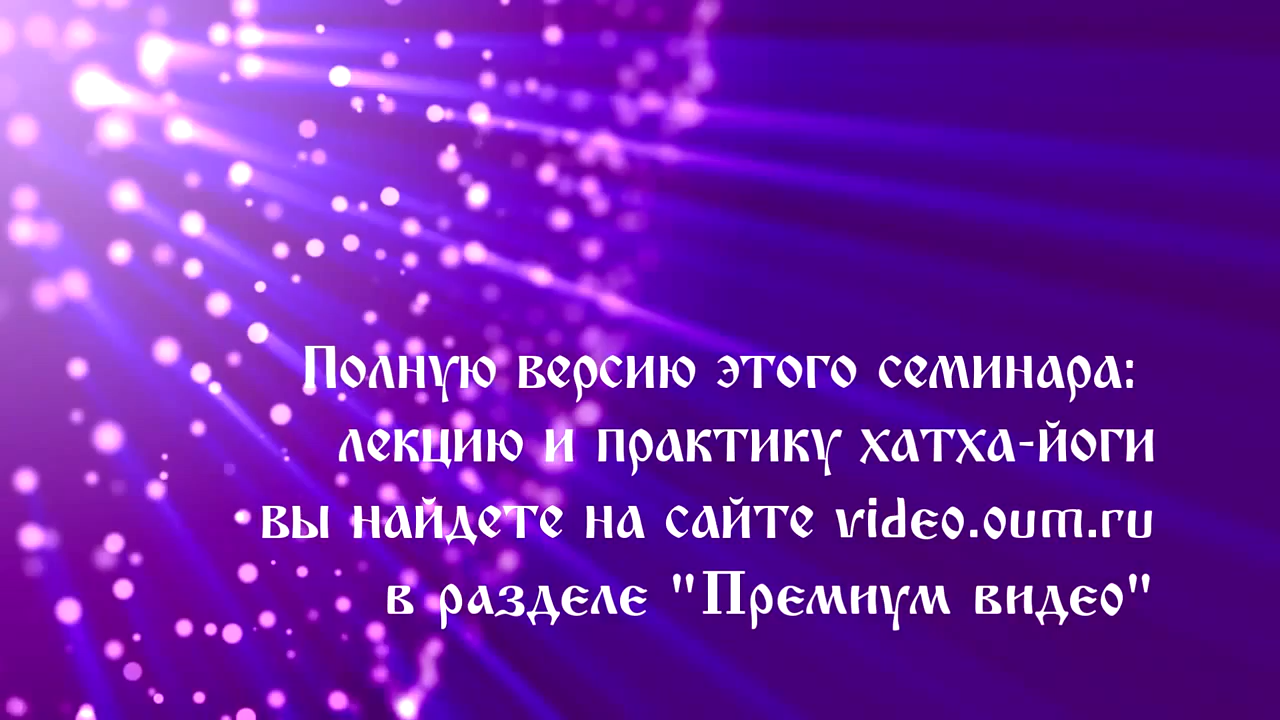 Полную версию этого семинара:
лекцию и практику хатха-йоги
вы найдете на сайте video.oum.ru
в разделе "Премиум видео"